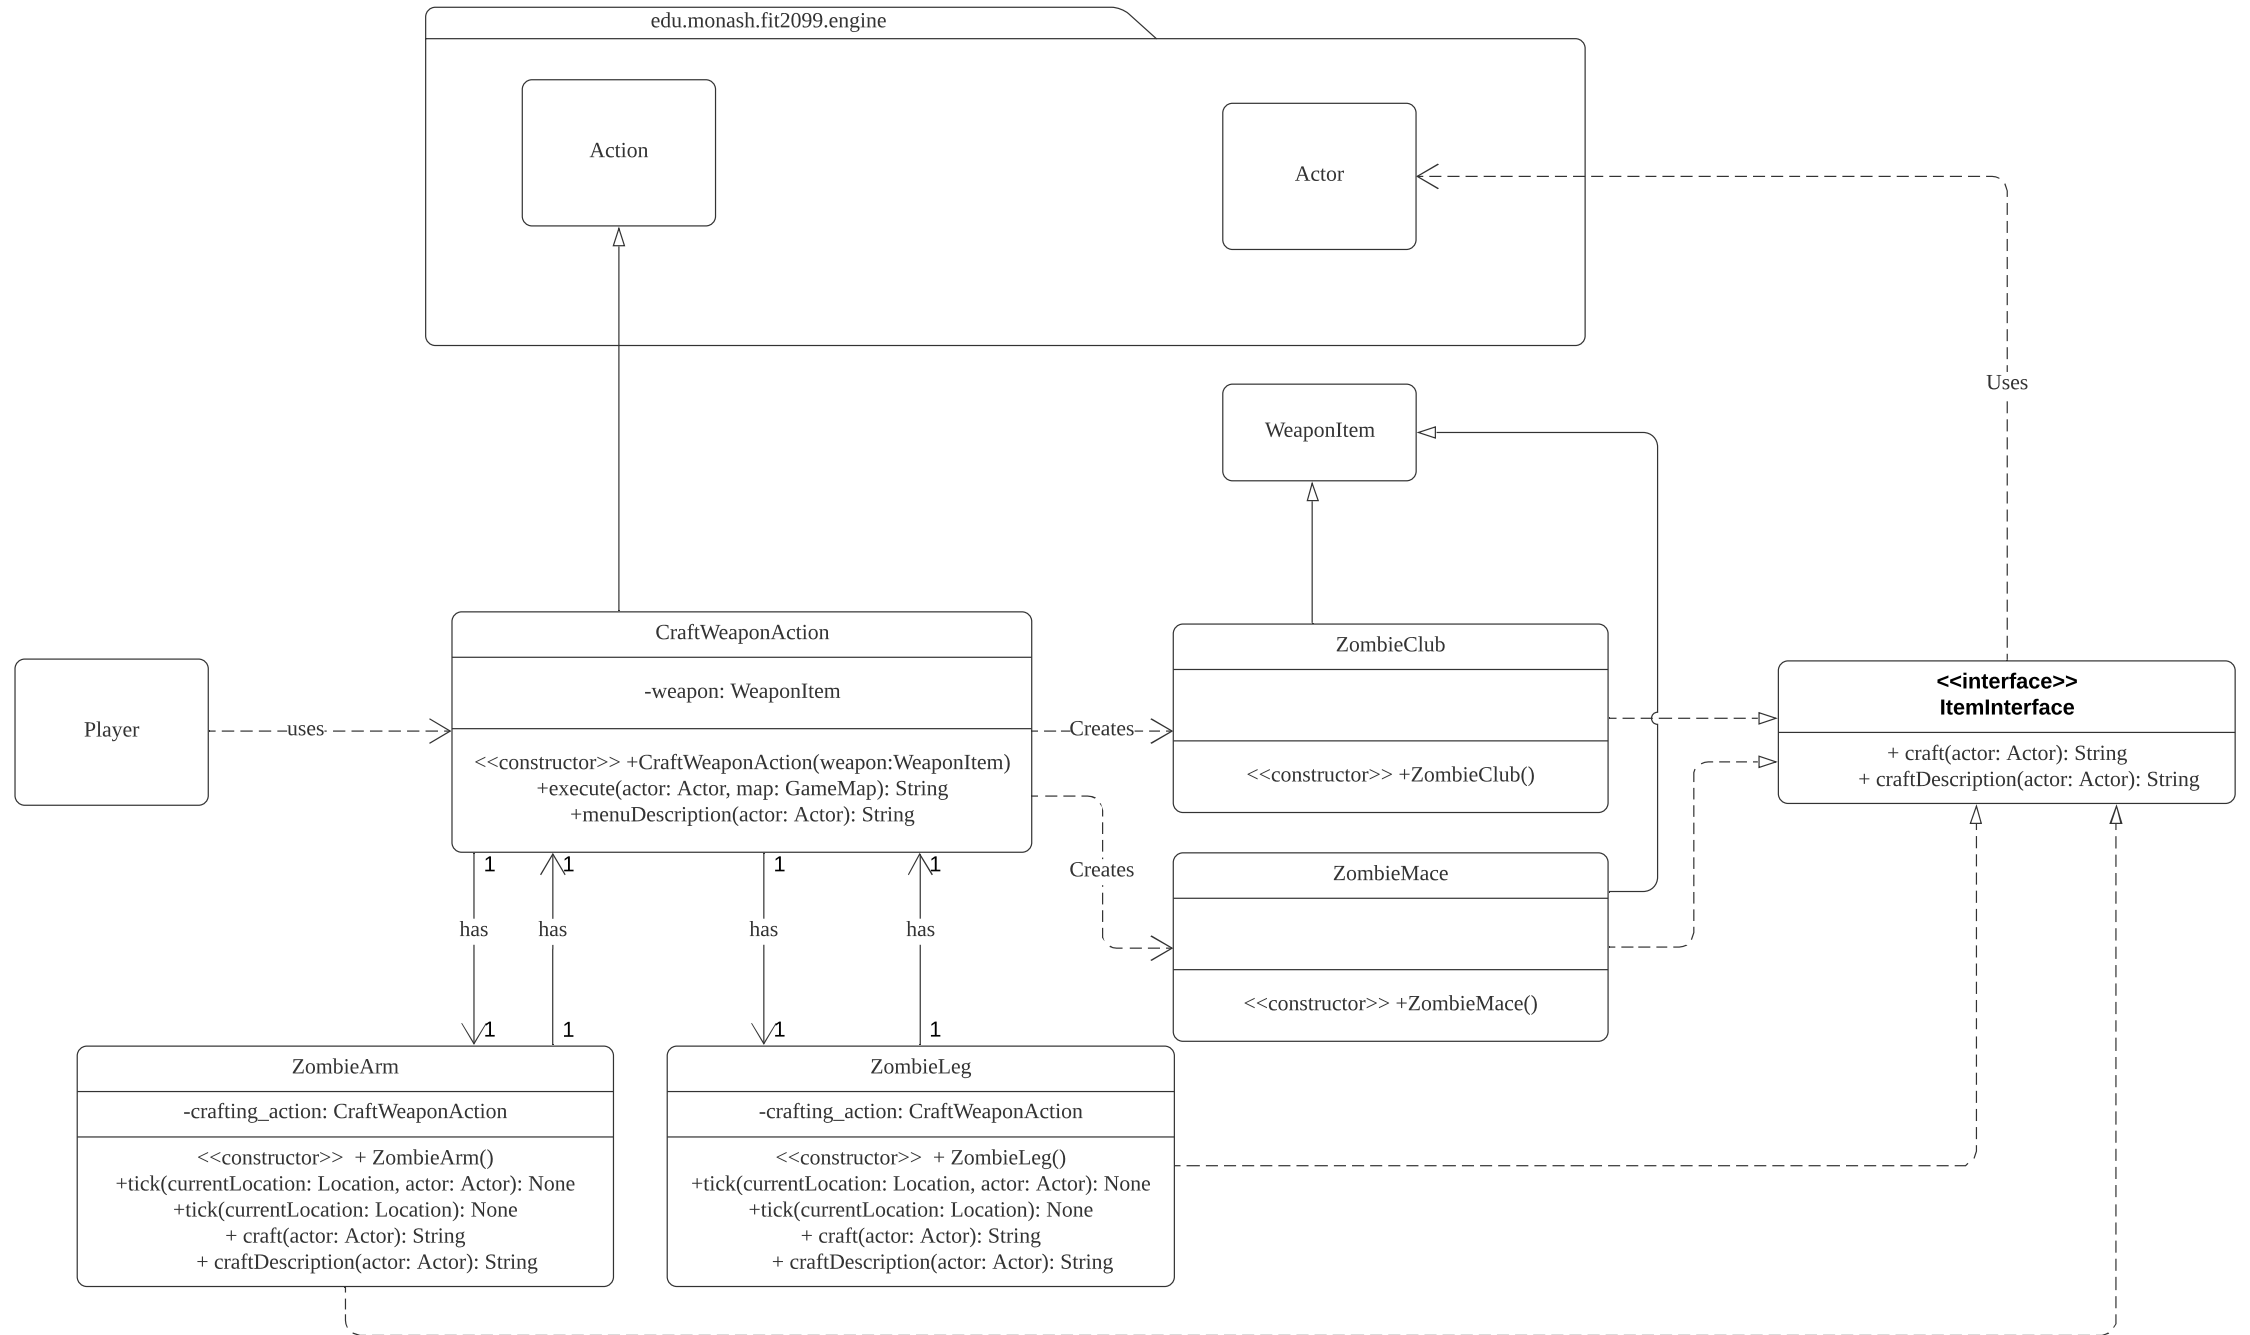 edu.monash.fit2099.engine
Action
Actor
Uses
WeaponItem
CraftWeaponAction
-weapon: WeaponItem
<<constructor>> +CraftWeaponAction(weapon:WeaponItem)
+execute(actor: Actor, map: GameMap): String
+menuDescription(actor: Actor): String
Player
uses
Creates
Creates
ZombieClub
<<constructor>> +ZombieClub()
<<interface>>
ItemInterface
+ craft(actor: Actor): String
+ craftDescription(actor: Actor): String
ZombieMace
<<constructor>> +ZombieMace()
1
1
1
1
has
has
has
has
1
1
1
1
ZombieArm
-crafting_action: CraftWeaponAction
<<constructor>> + ZombieArm()
+tick(currentLocation: Location, actor: Actor): None
+tick(currentLocation: Location): None
+ craft(actor: Actor): String
+ craftDescription(actor: Actor): String
ZombieLeg
-crafting_action: CraftWeaponAction
<<constructor>> + ZombieLeg()
+tick(currentLocation: Location, actor: Actor): None
+tick(currentLocation: Location): None
+ craft(actor: Actor): String
+ craftDescription(actor: Actor): String